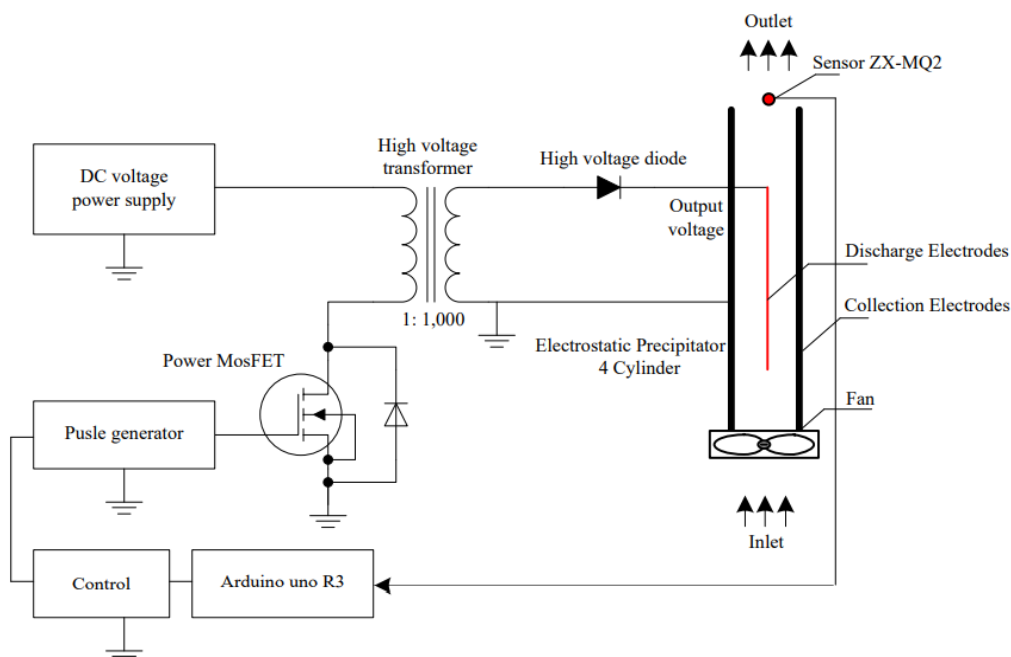 Outlet
Sensor ZX-MQ2
High voltage
transformer
High voltage diode
DC voltage
power supply
Output
voltage
Discharge Electrodes
Collection Electrodes
1: 1,000
Electrostatic Precipitator
4 Cylinder
Power MosFET
Fan
Pusle generator
Inlet
Control
Arduino uno R3